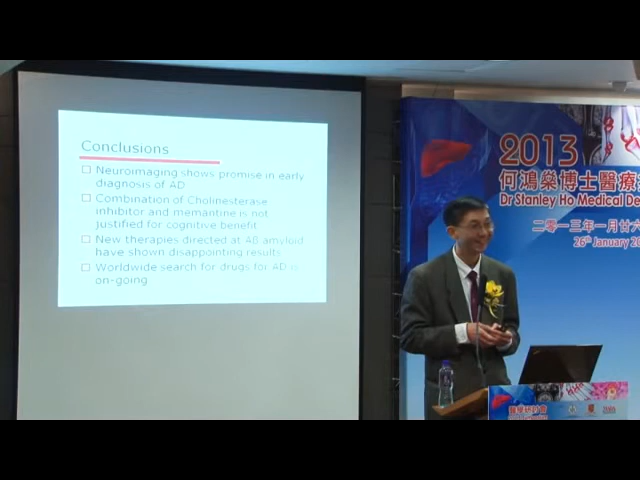 Conclusions
Neuroimaging shows promise in early
diagnosis of AD
Combination of Cholinesterase
inhibitor and memantine is not
justified for cognitive benefit
New therapies directed at AB amyloid
have shown disappointing results
Worldwide search for drugs for AD is
on-going
2013
何鴻燊博士醫療
Dr Stanley Ho Medical De
二零一三年一月廿六
26th January 20